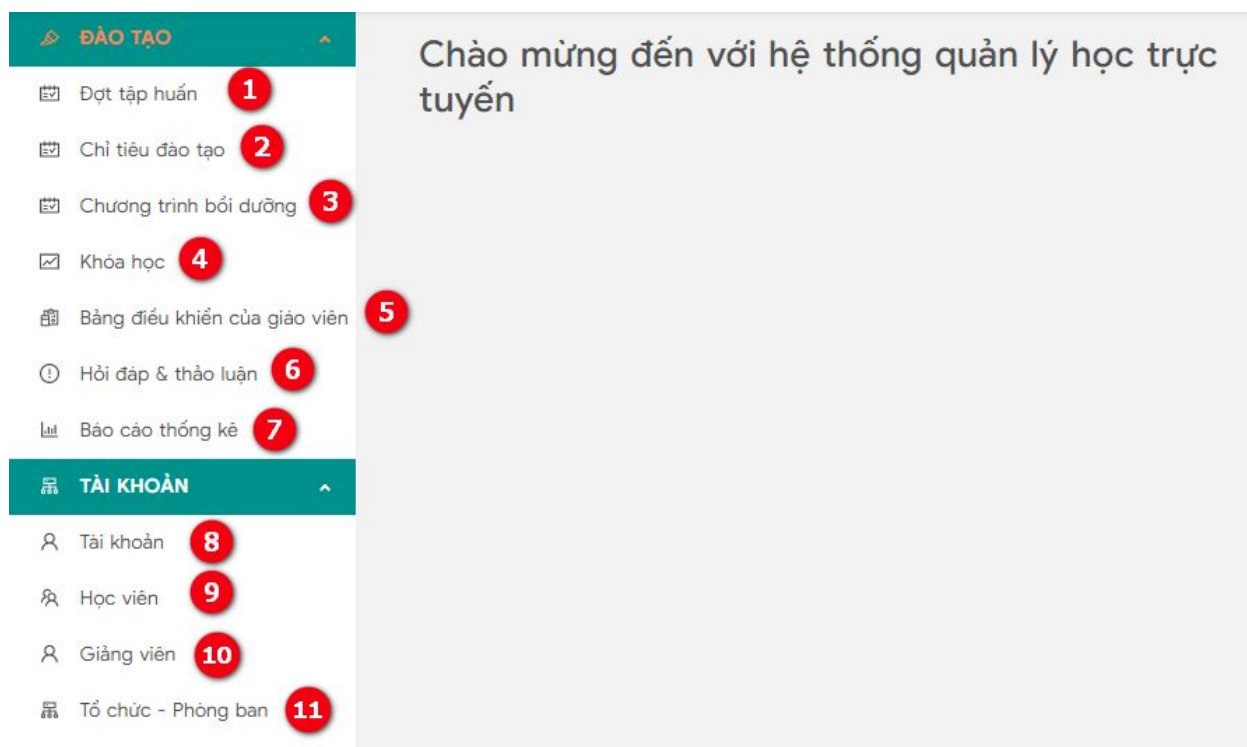 ĐÀO TẠO
Đợt tập huấn 1
Chỉ tiêu đào tạo 2
Chương trình bồi dưỡng 3
Khóa học 4
Bảng điều khiển của giáo viên 5
Hỏi đáp & thảo luận 6
Báo cáo thống kê 7
TÀI KHOẢN
Tài khoản 8
Học viên 9
Giảng viên 10
Tổ chức - Phòng ban 11
Chào mừng đến với hệ thống quản lý học trực
tuyến